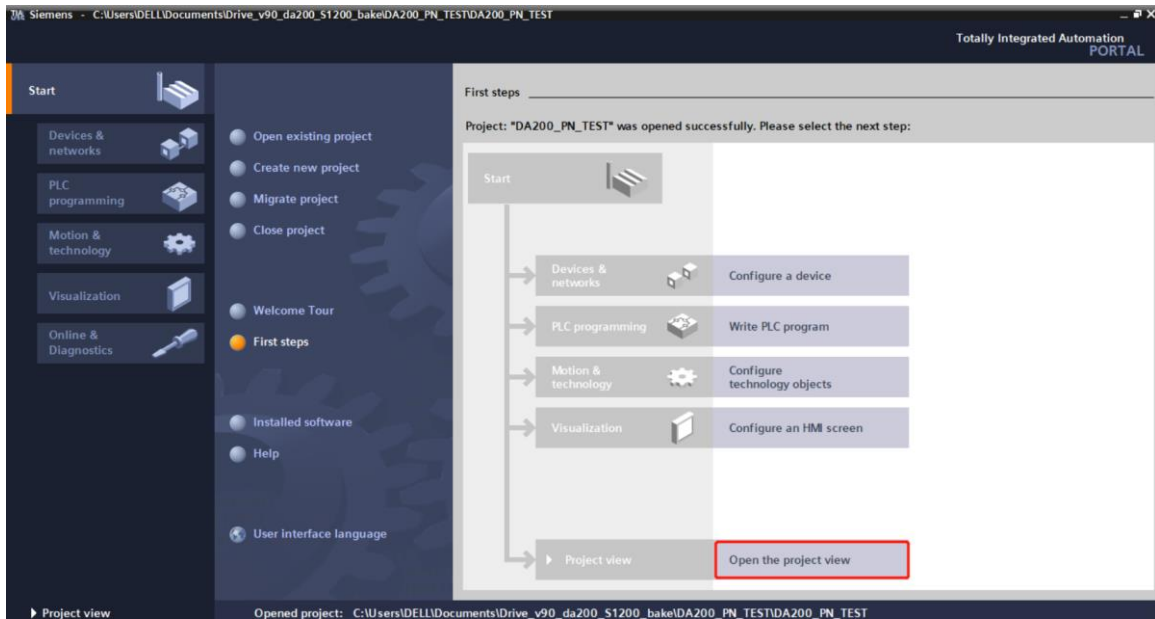 Siemens - C:\Users\DELL\Documents\Drive_v90_da200_S1200_bake\DA200_PN_TEST\DA200_PN_TEST
Totally Integrated Automation
PORTAL
Start
Devices &
networks
PLC
programming
Motion &
technology
Visualization
Online &
Diagnostics
Open existing project
Create new project
Migrate project
Close project
Welcome Tour
First steps
Installed software
Help
User interface language
First steps
Project: "DA200_PN_TEST" was opened successfully. Please select the next step:
Start
Devices &
networks
Configure a device
PLC programming
Write PLC program
Motion &
technology
Configure
technology objects
Visualization
Configure an HMI screen
Project view
Open the project view
Project view
Opened project: C:\Users\DELL\Documents\Drive_v90_da200_S1200_bake\DA200_PN_TEST\DA200_PN_TEST